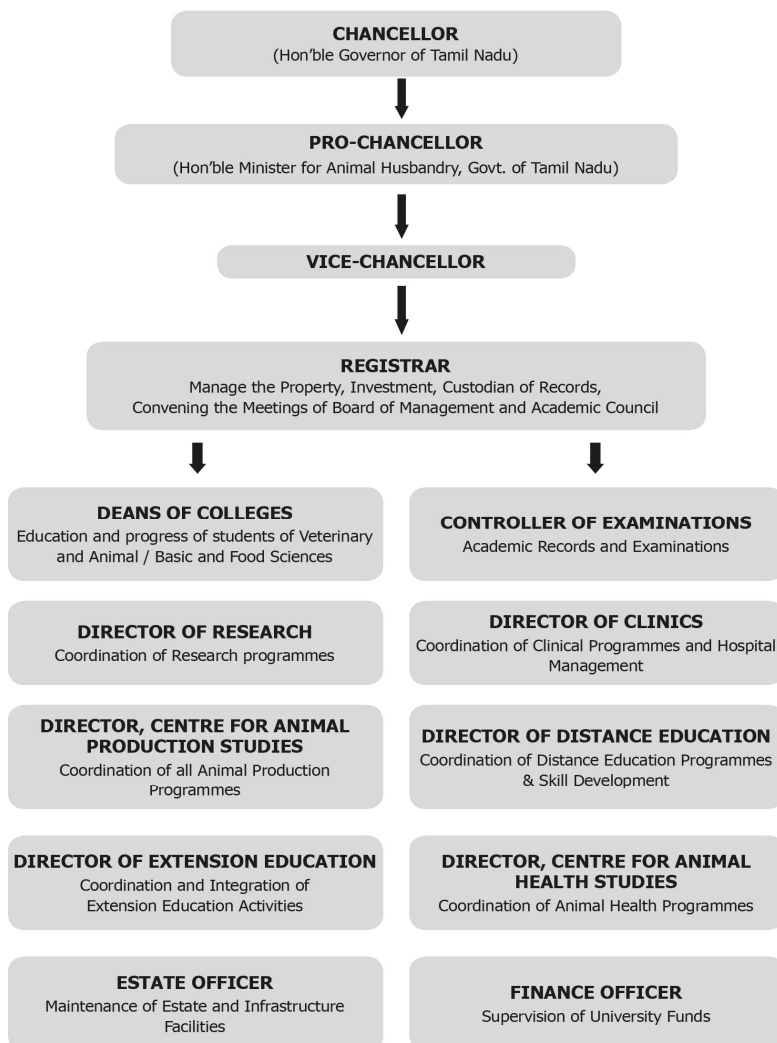 CHANCELLOR
(Hon'ble Governor of Tamil Nadu)
PRO-CHANCELLOR
(Hon'ble Minister for Animal Husbandry, Govt. of Tamil Nadu)
VICE-CHANCELLOR
REGISTRAR
Manage the Property, Investment, Custodian of Records,
Convening the Meetings of Board of Management and Academic Council
DEANS OF COLLEGES
Education and progress of students of Veterinary
and Animal / Basic and Food Sciences
CONTROLLER OF EXAMINATIONS
Academic Records and Examinations
DIRECTOR OF RESEARCH
Coordination of Research programmes
DIRECTOR OF CLINICS
Coordination of Clinical Programmes and Hospital
Management
DIRECTOR, CENTRE FOR ANIMAL
PRODUCTION STUDIES
Coordination of all Animal Production
Programmes
DIRECTOR OF DISTANCE EDUCATION
Coordination of Distance Education Programmes
& Skill Development
DIRECTOR OF EXTENSION EDUCATION
Coordination and Integration of
Extension Education Activities
DIRECTOR, CENTRE FOR ANIMAL
HEALTH STUDIES
Coordination of Animal Health Programmes
ESTATE OFFICER
Maintenance of Estate and Infrastructure
Facilities
FINANCE OFFICER
Supervision of University Funds